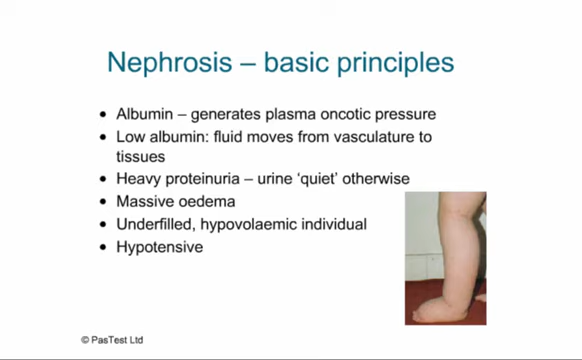 Nephrosis – basic principles
• Albumin – generates plasma oncotic pressure
• Low albumin: fluid moves from vasculature to
tissues
• Heavy proteinuria – urine ‘quiet’ otherwise
• Massive oedema
• Underfilled, hypovolaemic individual
• Hypotensive
© PasTest Ltd